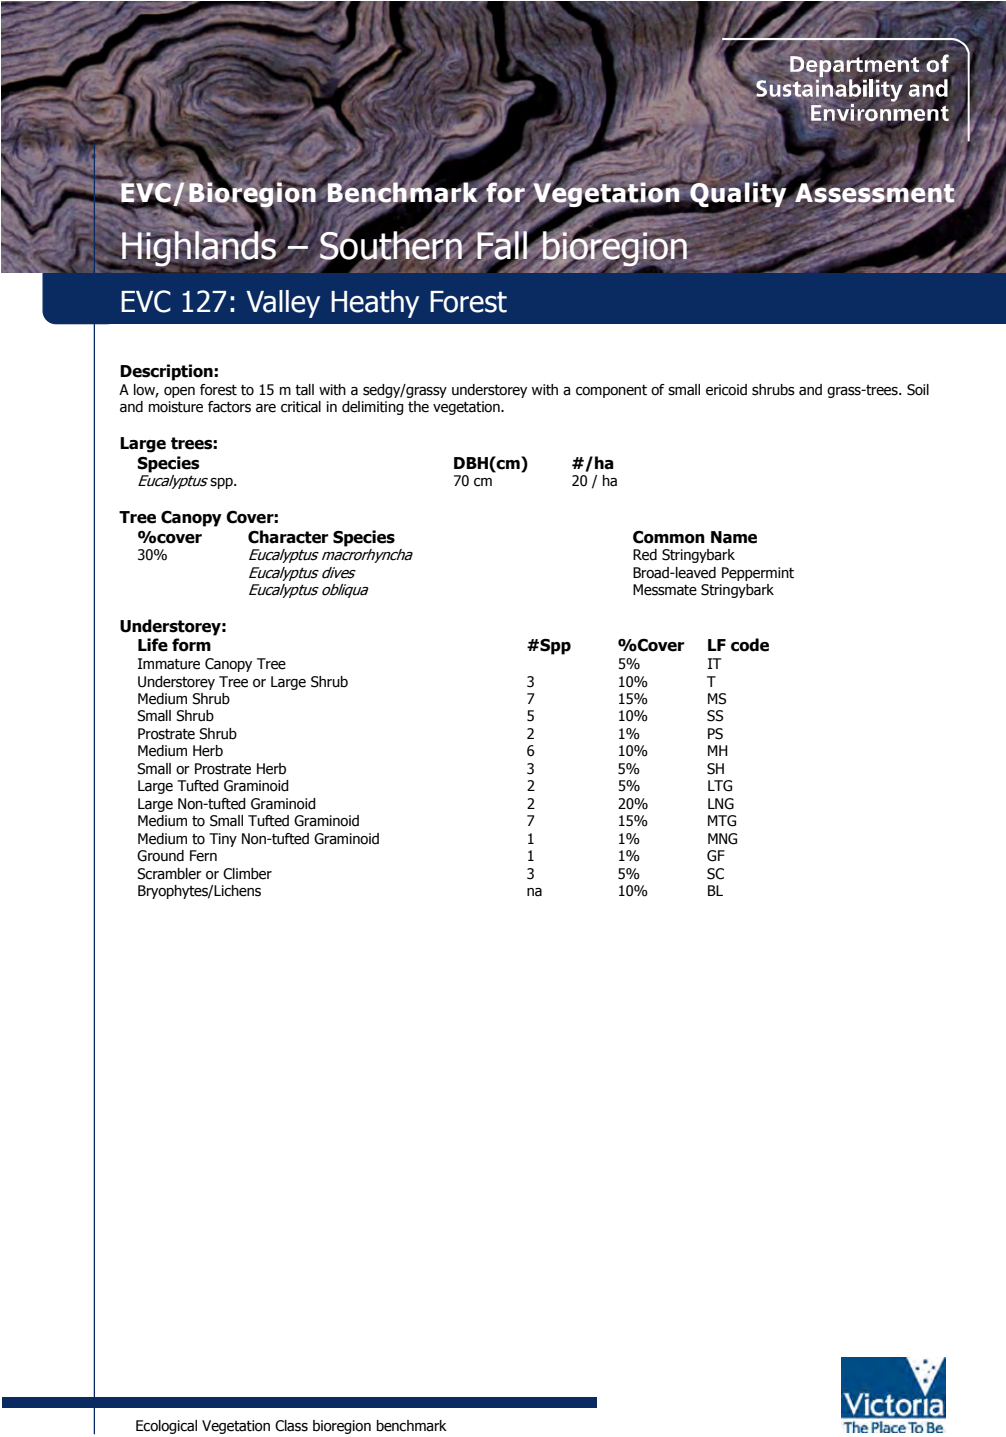 Department of
Sustainability and
Environment
EVC/Bioregion Benchmark for Vegetation Quality Assessment
Highlands – Southern Fall bioregion
EVC 127: Valley Heathy Forest
Description:
A low, open forest to 15 m tall with a sedgy/grassy understorey with a component of small ericoid shrubs and grass-trees. Soil
and moisture factors are critical in delimiting the vegetation.
Large trees:
Species DBH(cm) #/ha
Eucalyptus spp. 70 cm 20 / ha
Tree Canopy Cover:
%cover Character Species Common Name
30% Eucalyptus macrorhyncha Red Stringybark
Eucalyptus dives Broad-leaved Peppermint
Eucalyptus obliqua Messmate Stringybark
Understorey:
Life form #Spp %Cover LF code
Immature Canopy Tree 5% IT
Understorey Tree or Large Shrub 3 10% T
Medium Shrub 7 15% MS
Small Shrub 5 10% SS
Prostrate Shrub 2 1% PS
Medium Herb 6 10% MH
Small or Prostrate Herb 3 5% SH
Large Tufted Graminoid 2 5% LTG
Large Non-tufted Graminoid 2 20% LNG
Medium to Small Tufted Graminoid 7 15% MTG
Medium to Tiny Non-tufted Graminoid 1 1% MNG
Ground Fern 1 1% GF
Scrambler or Climber 3 5% SC
Bryophytes/Lichens na 10% BL
Ecological Vegetation Class bioregion benchmark
Victoria
The Place To Be